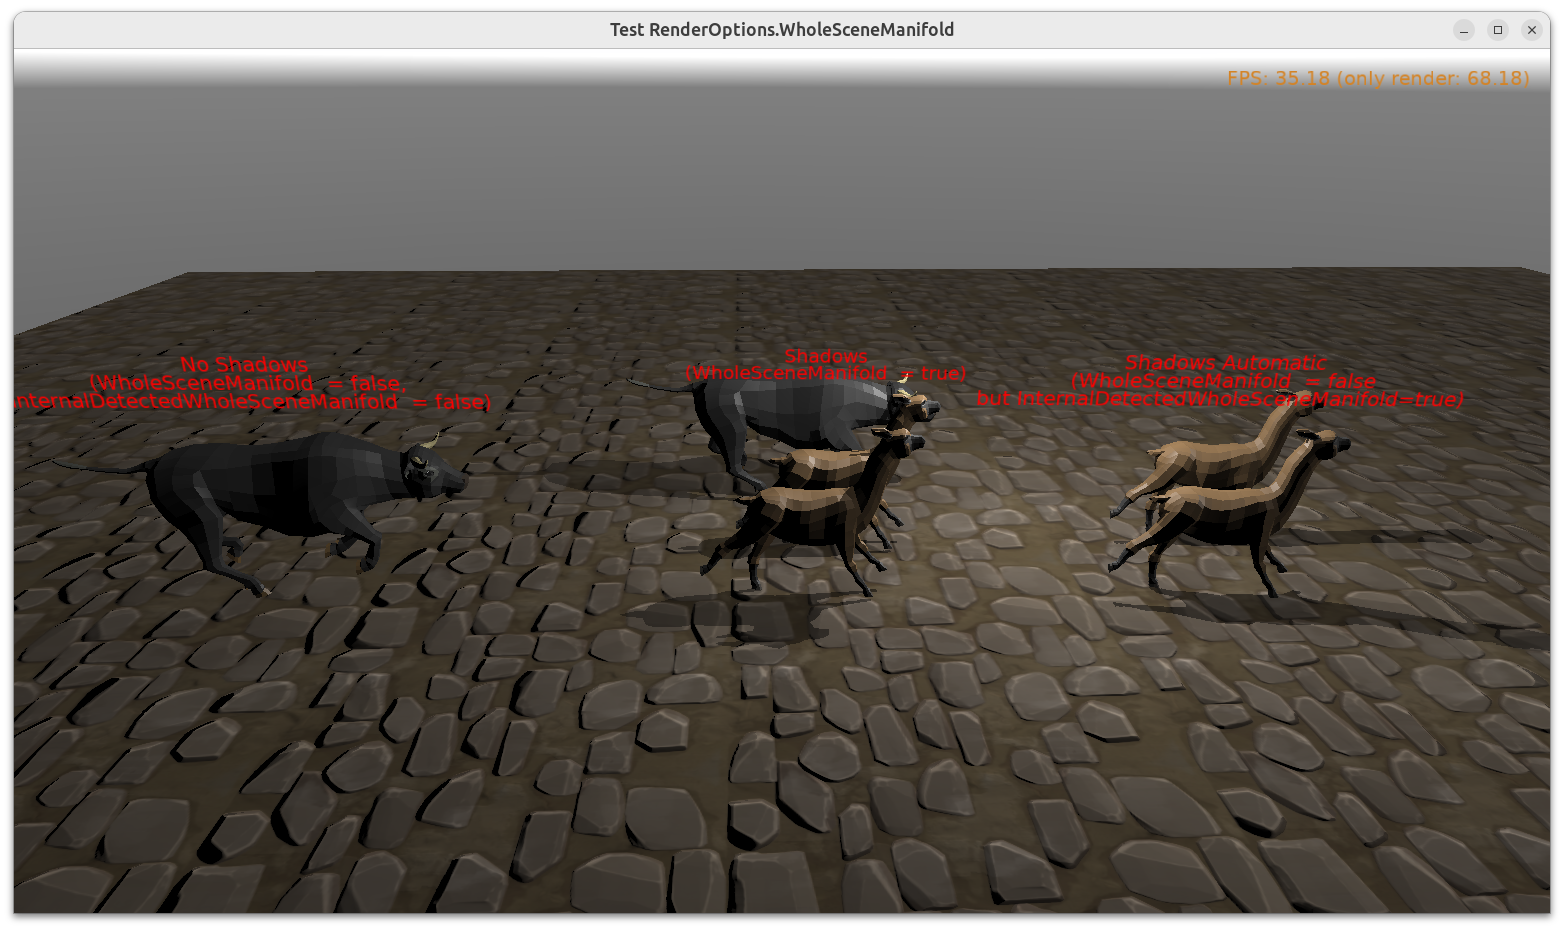 Test RenderOptions.WholeSceneManifold
FPS: 35.18 (only render: 68.18)
No Shadows
(WholeSceneManifold = false,
InternalDetectedWholeSceneManifold = false)
Shadows
(WholeSceneManifold = true)
Shadows Automatic
(WholeSceneManifold = false
but InternalDetectedWholeSceneManifold=true)